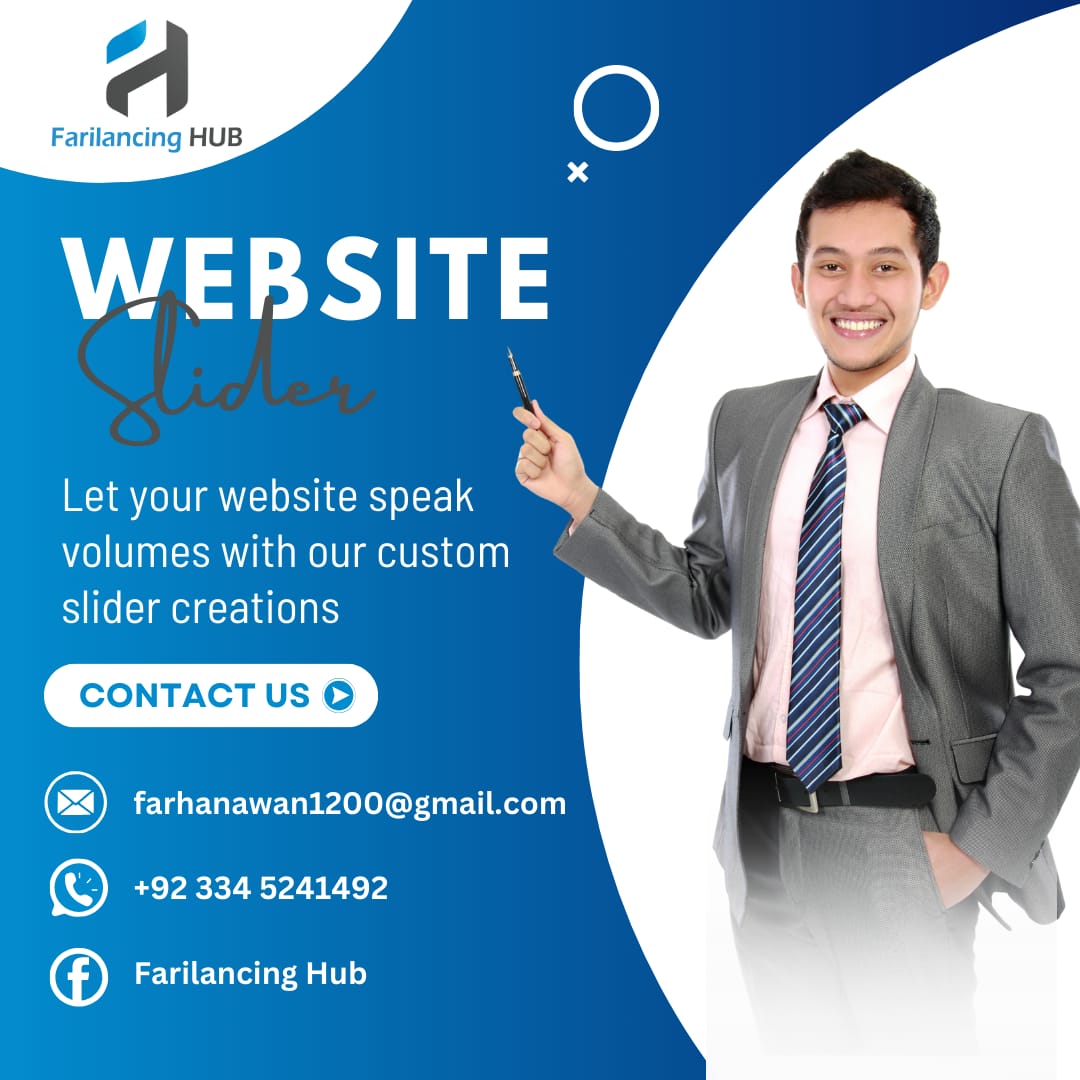 Farilancing HUB
WEBSITE
Slider
Let your website speak
volumes with our custom
slider creations
CONTACT US
farhanawan1200@gmail.com
+92 334 5241492
Farilancing Hub